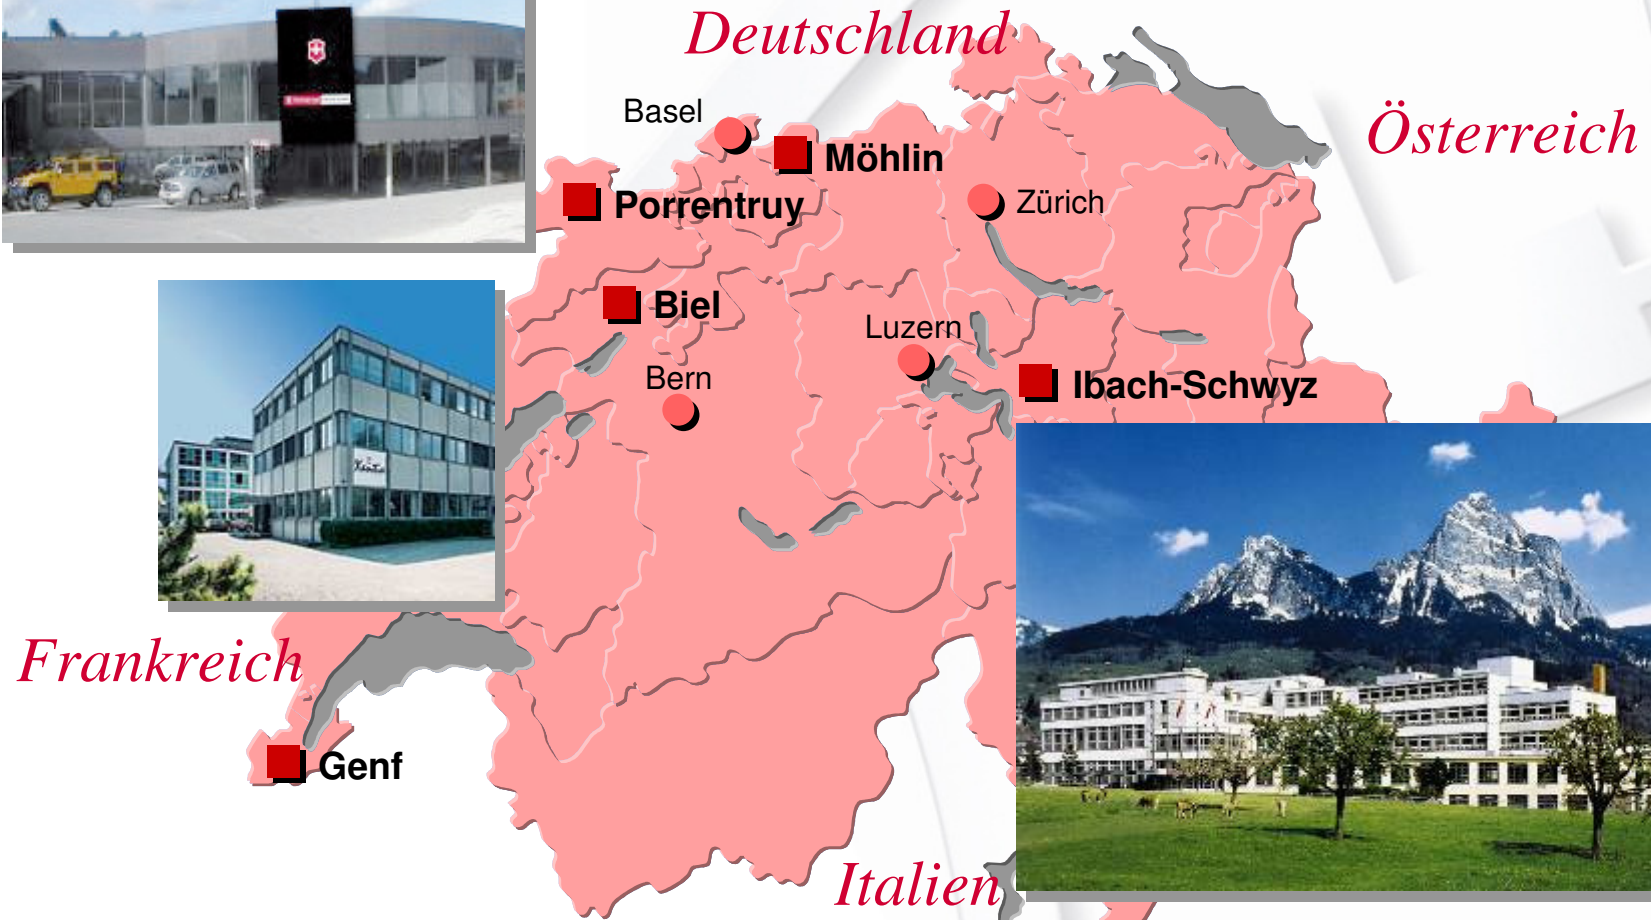 Deutschland
Österreich
Basel
Möhlin
Porrentruy
Zürich
Biel
Luzern
Bern
Ibach-Schwyz
Frankreich
Genf
Italien